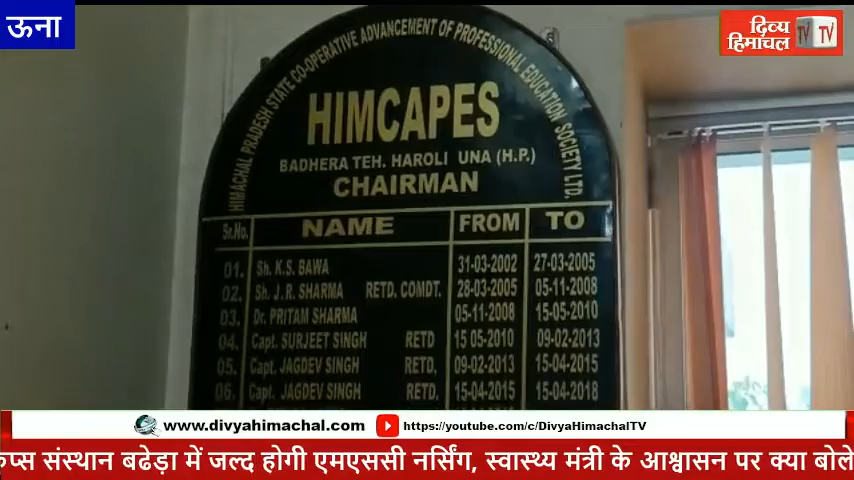 ऊना
दिव्य
हिमाचल
TV TV
HIMACHAL PRADESH STATE CO-OPERATIVE ADVANCEMENT OF PROFESSIONAL EDUCATION SOCIETY LTD.
HIMCAPES
BADHERA TEH. HAROLI UNA (H.P.)
CHAIRMAN
Sr.No. NAME FROM TO
01. Sh. K.S. BAWA 31-03-2002 27-03-2005
02. Sh. J.R. SHARMA RETD. COMDT. 28-03-2005 05-11-2008
03. Dr. PRITAM SHARMA 05-11-2008 15-05-2010
04. Capt. SURJEET SINGH RETD 15 05-2010 09-02-2013
05. Capt. JAGDEV SINGH RETD. 09-02-2013 15-04-2015
06. Capt. JAGDEV SINGH RETD. 15-04-2015 15-04-2018
www.divyahimachal.com https://youtube.com/c/DivyaHimachalTV
संस्थान बढेड़ा में जल्द होगी एमएससी नर्सिंग, स्वास्थ्य मंत्री के आश्वासन पर क्या बोले